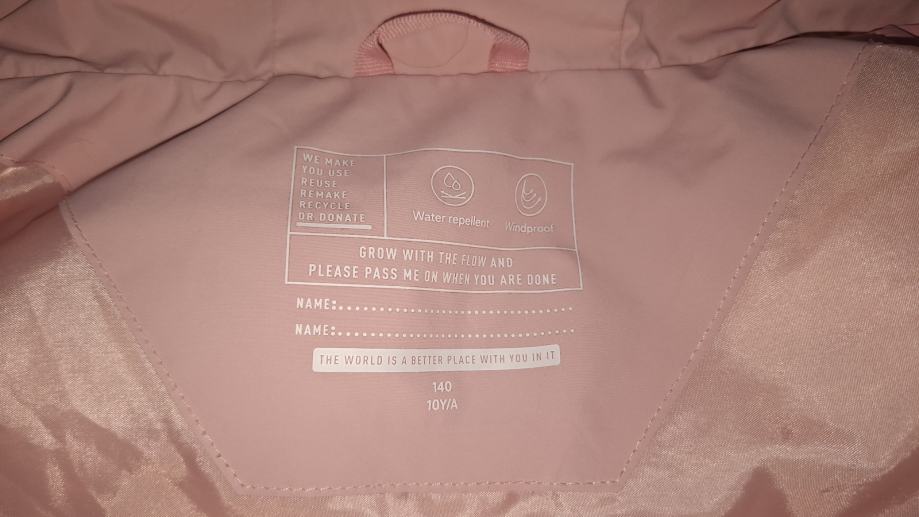 WE MAKE
YOU USE
REUSE
REMAKE
RECYCLE
OR DONATE
Water repellent
Windproof
GROW WITH THE FLOW AND
PLEASE PASS ME ON WHEN YOU ARE DONE
NAME:
NAME:
THE WORLD IS A BETTER PLACE WITH YOU IN IT
140
10Y/A